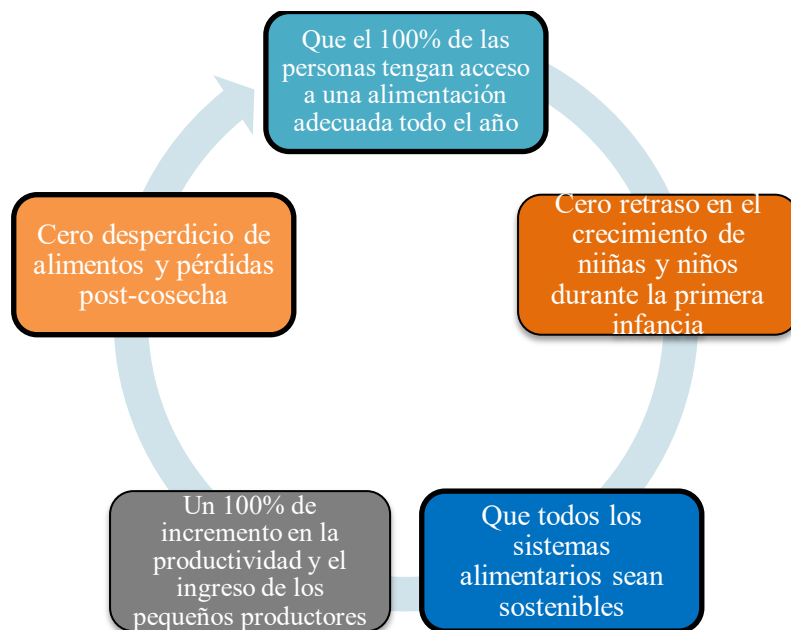 Que el 100% de las
personas tengan acceso
a una alimentación
adecuada todo el año
Cero retraso en el
crecimiento de
niiñas y niños
durante la primera
infancia
Que todos los
sistemas
alimentarios sean
sostenibles
Un 100% de
incremento en la
productividad y el
ingreso de los
pequeños productores
Cero desperdicio de
alimentos y pérdidas
post-cosecha